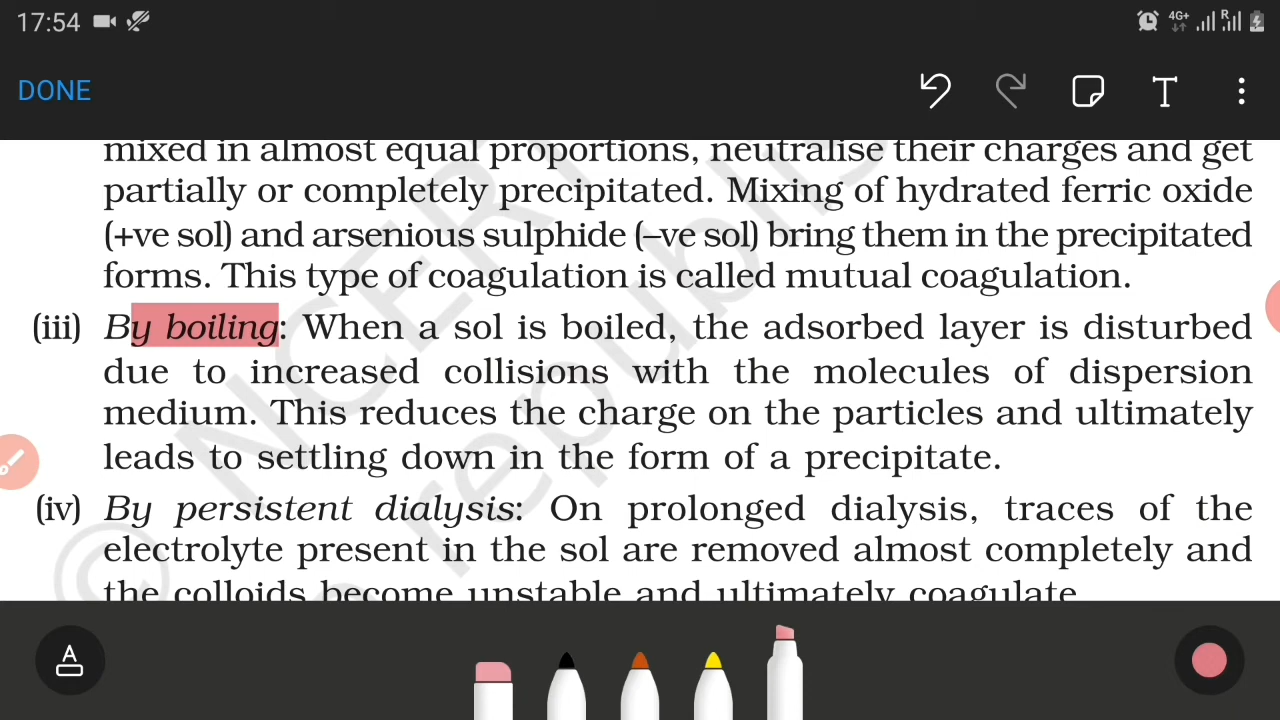 17:54
4G+ R
DONE
T
mixed in almost equal proportions, neutralise their charges and get
partially or completely precipitated. Mixing of hydrated ferric oxide
(+ve sol) and arsenious sulphide (–ve sol) bring them in the precipitated
forms. This type of coagulation is called mutual coagulation.
(iii) By boiling: When a sol is boiled, the adsorbed layer is disturbed
due to increased collisions with the molecules of dispersion
medium. This reduces the charge on the particles and ultimately
leads to settling down in the form of a precipitate.
(iv) By persistent dialysis: On prolonged dialysis, traces of the
electrolyte present in the sol are removed almost completely and
the colloids become unstable and ultimately coagulate.
© NCERT
republis
A